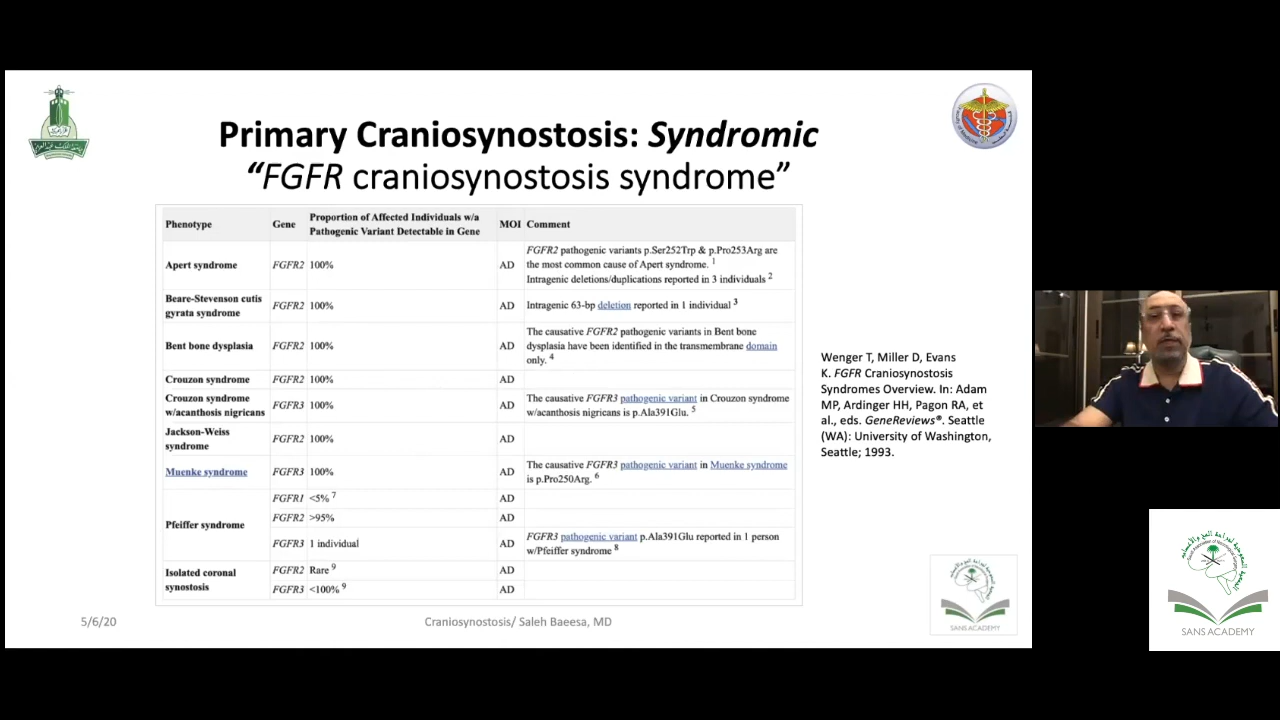 Primary Craniosynostosis: Syndromic
“FGFR craniosynostosis syndrome”
Phenotype Gene Proportion of Affected Individuals w/a Pathogenic Variant Detectable in Gene MOI Comment
Apert syndrome FGFR2 100% AD FGFR2 pathogenic variants p.Ser252Trp & p.Pro253Arg are
the most common cause of Apert syndrome. 1
Intragenic deletions/duplications reported in 3 individuals 2
Beare-Stevenson cutis
gyrata syndrome FGFR2 100% AD Intragenic 63-bp deletion reported in 1 individual 3
Bent bone dysplasia FGFR2 100% AD The causative FGFR2 pathogenic variants in Bent bone
dysplasia have been identified in the transmembrane domain
only. 4
Crouzon syndrome FGFR2 100% AD
Crouzon syndrome
w/acanthosis nigricans FGFR3 100% AD The causative FGFR3 pathogenic variant in Crouzon syndrome
w/acanthosis nigricans is p.Ala391Glu. 5
Jackson-Weiss
syndrome FGFR2 100% AD
Muenke syndrome FGFR3 100% AD The causative FGFR3 pathogenic variant in Muenke syndrome
is p.Pro250Arg. 6
Pfeiffer syndrome
FGFR1 <5% 7 AD
FGFR2 >95% AD
FGFR3 1 individual AD FGFR3 pathogenic variant p.Ala391Glu reported in 1 person
w/Pfeiffer syndrome 8
Isolated coronal
synostosis
FGFR2 Rare 9 AD
FGFR3 <100% 9 AD
Wenger T, Miller D, Evans
K. FGFR Craniosynostosis
Syndromes Overview. In: Adam
MP, Ardinger HH, Pagon RA, et
al., eds. GeneReviews®. Seattle
(WA): University of Washington,
Seattle; 1993.
5/6/20
Craniosynostosis/ Saleh Baeesa, MD
SANS ACADEMY
SANS ACADEMY